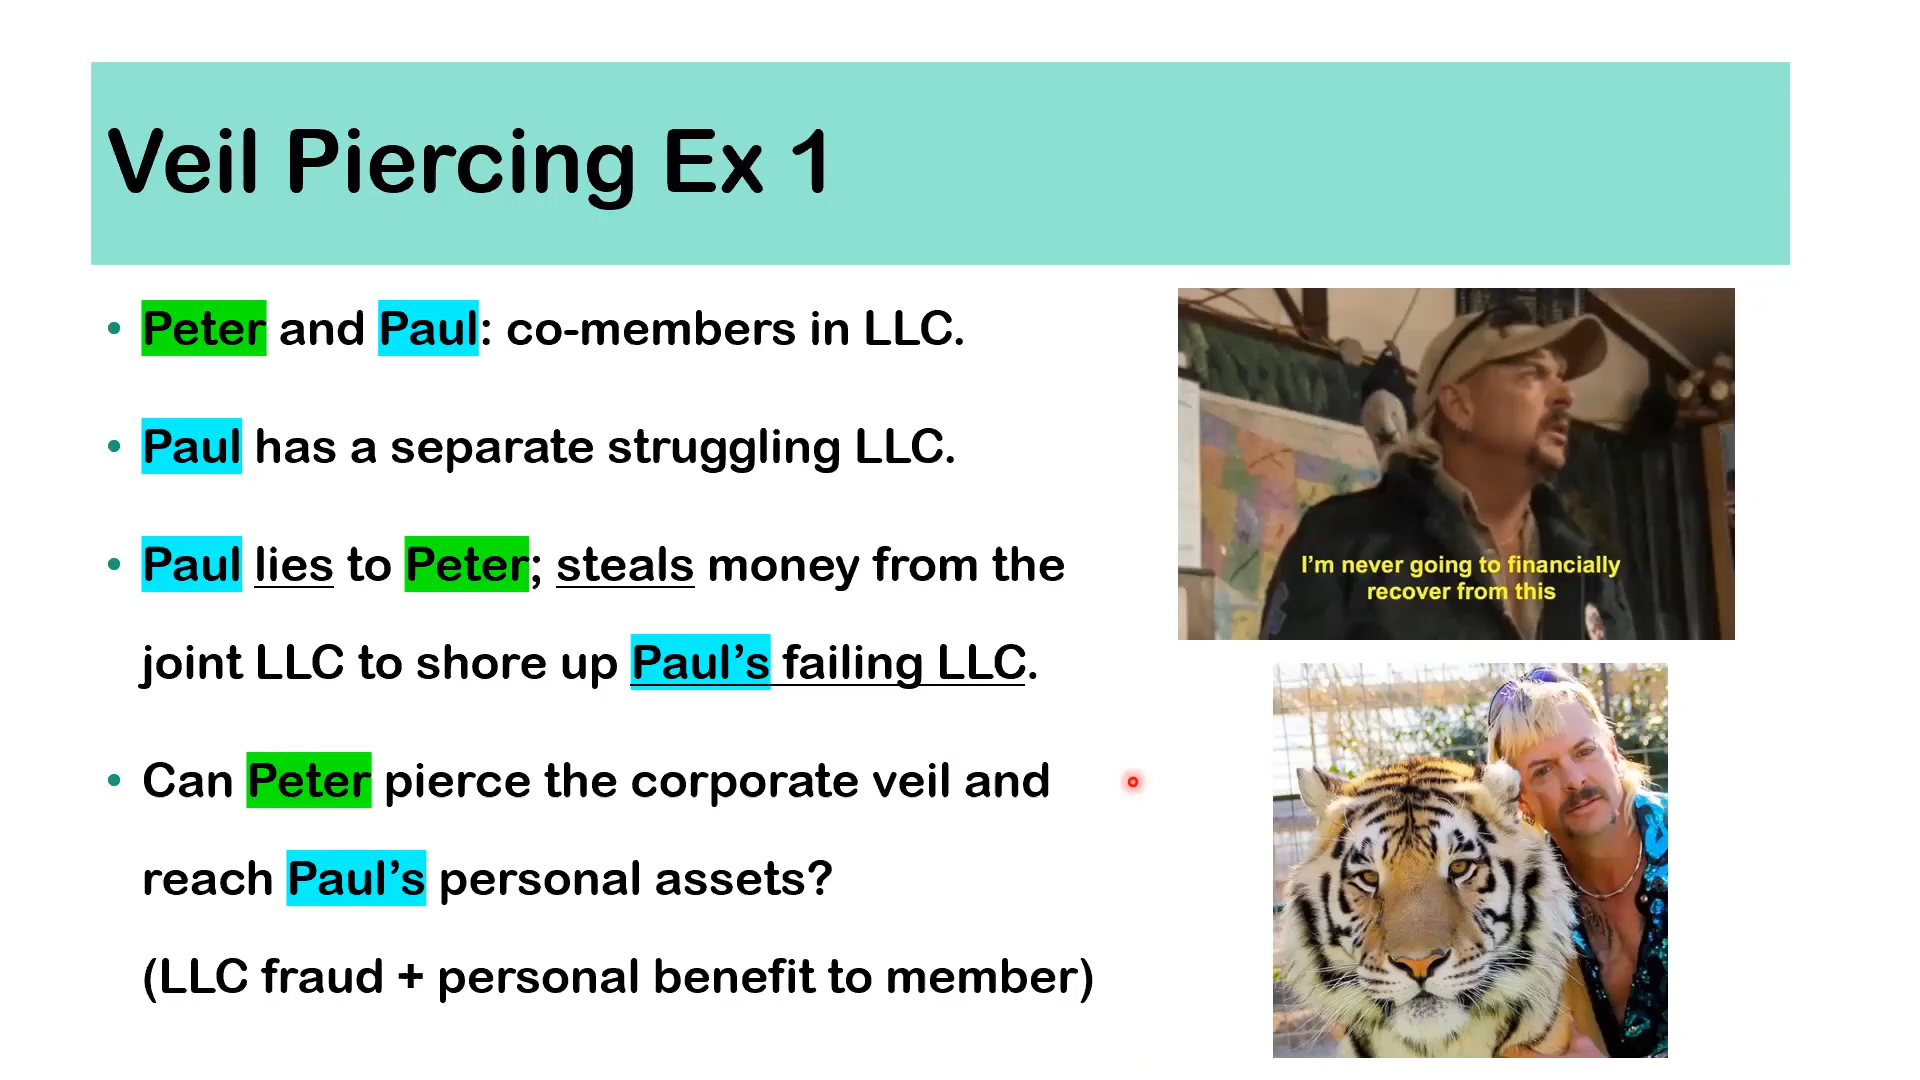 Veil Piercing Ex 1
• Peter and Paul: co-members in LLC.
• Paul has a separate struggling LLC.
• Paul lies to Peter; steals money from the
joint LLC to shore up Paul’s failing LLC.
• Can Peter pierce the corporate veil and
reach Paul’s personal assets?
(LLC fraud + personal benefit to member)
I’m never going to financially
recover from this